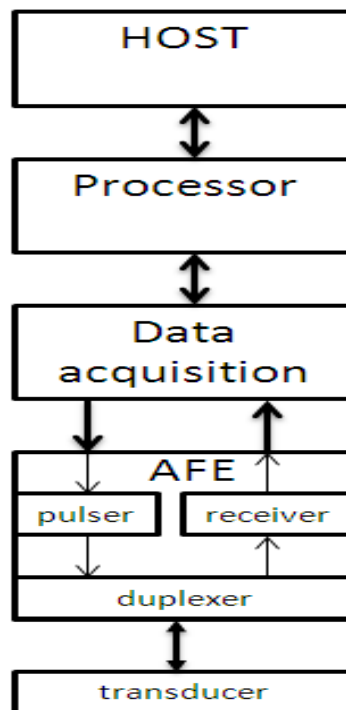 HOST
Processor
Data
acquisition
AFE
pulser receiver
duplexer
transducer